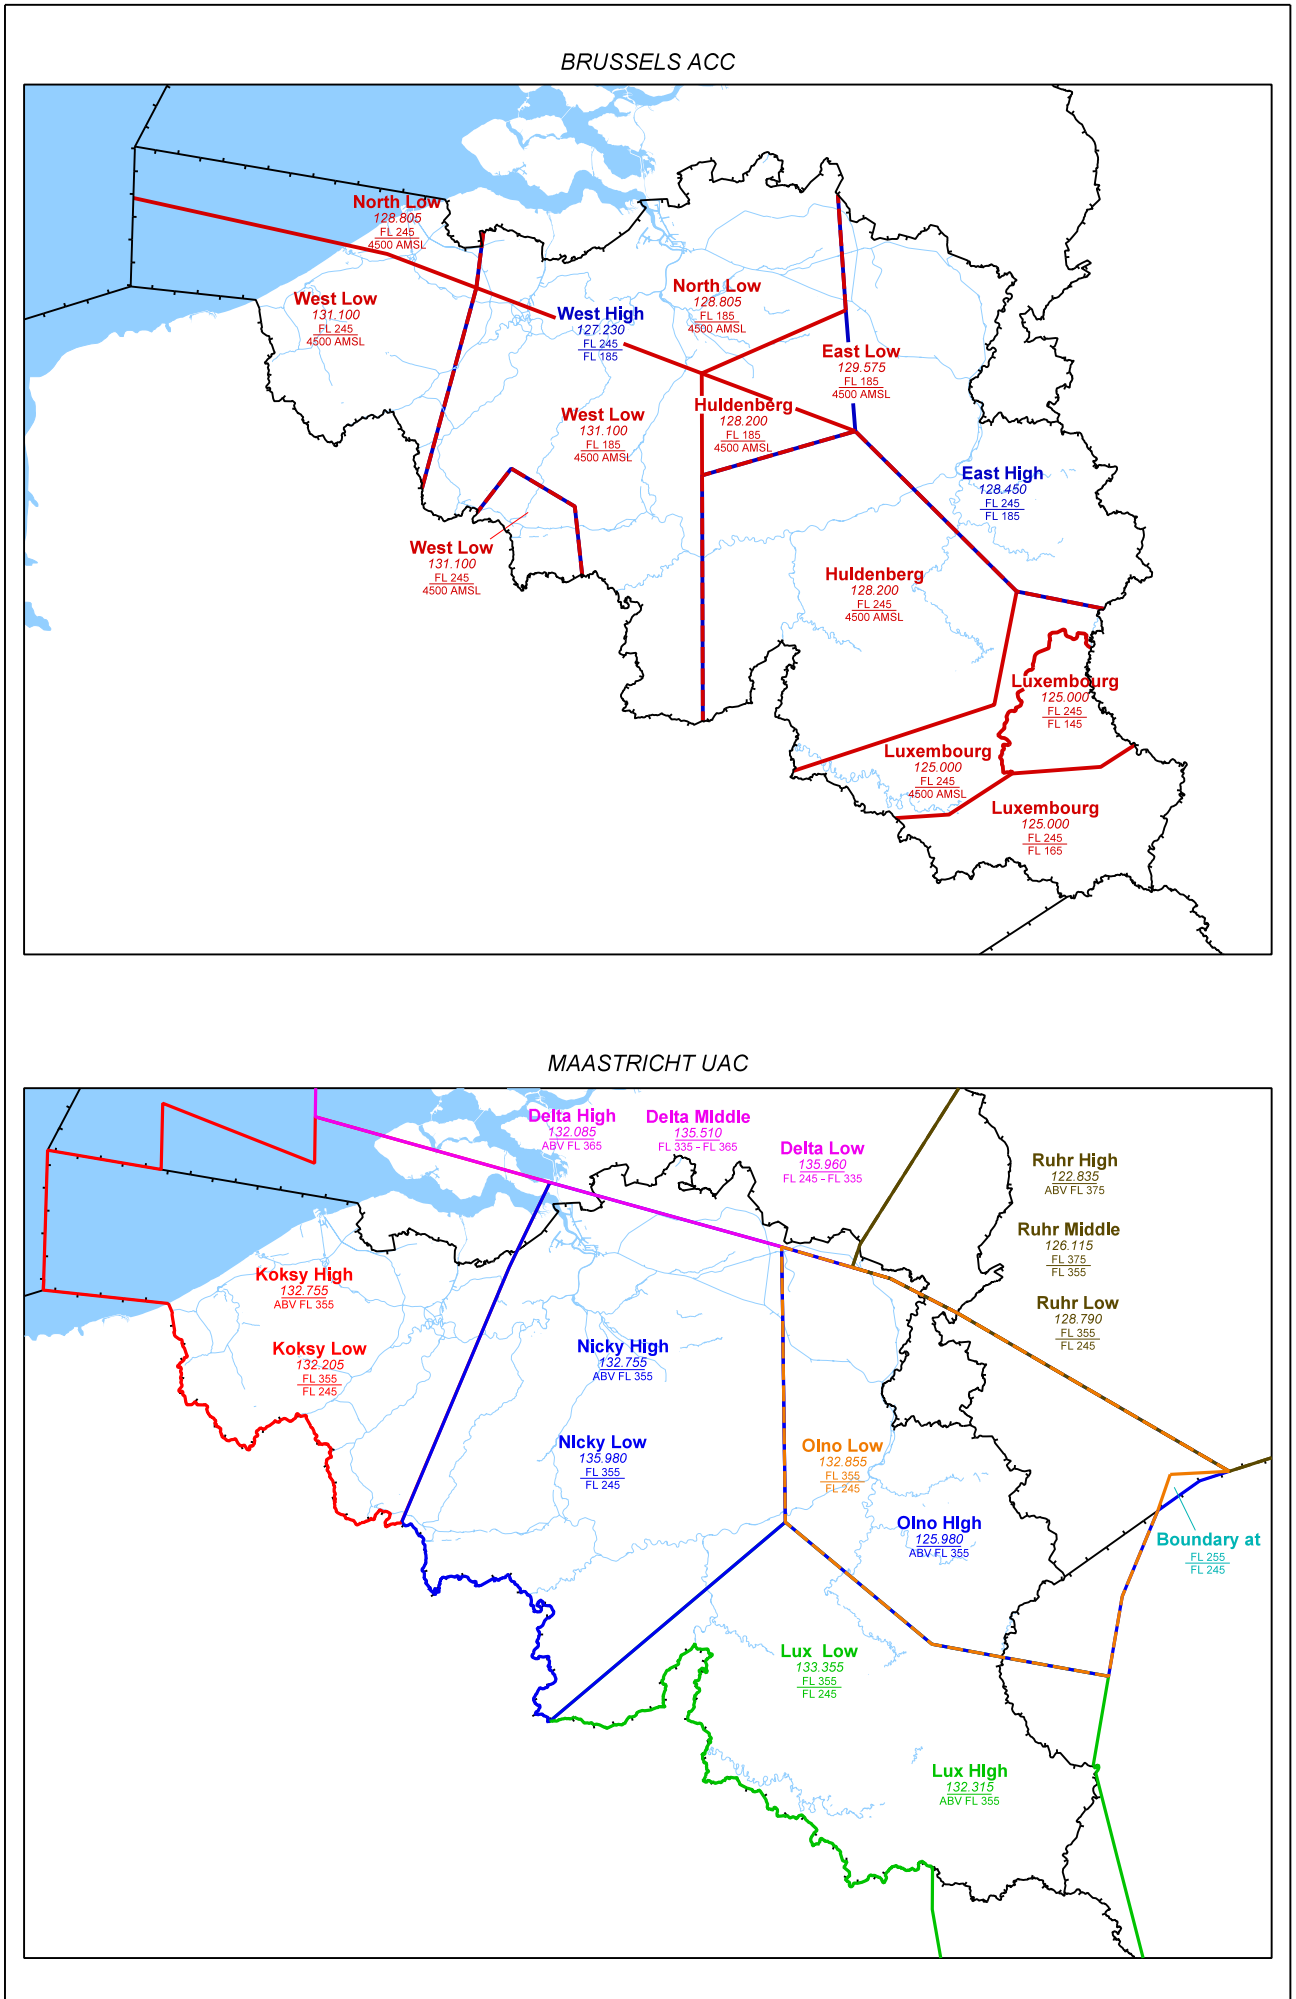 BRUSSELS ACC
North Low
128.805
FL 245
4500 AMSL
West Low
131.100
FL 245
4500 AMSL
West High
127.230
FL 245
FL 185
North Low
128.805
FL 185
4500 AMSL
East Low
129.575
FL 185
4500 AMSL
West Low
131.100
FL 185
4500 AMSL
Huldenberg
128.200
FL 185
4500 AMSL
East High
128.450
FL 245
FL 185
West Low
131.100
FL 245
4500 AMSL
Huldenberg
128.200
FL 245
4500 AMSL
Luxembourg
125.000
FL 245
FL 145
Luxembourg
125.000
FL 245
4500 AMSL
Luxembourg
125.000
FL 245
FL 165
MAASTRICHT UAC
Delta High
132.085
ABV FL 365
Delta MIddle
135.510
FL 335 - FL 365
Delta Low
135.960
FL 245 - FL 335
Ruhr High
122.835
ABV FL 375
Ruhr Middle
126.115
FL 375
FL 355
Ruhr Low
128.790
FL 355
FL 245
Koksy High
132.755
ABV FL 355
Koksy Low
132.205
FL 355
FL 245
Nicky High
132.755
ABV FL 355
NIcky Low
135.980
FL 355
FL 245
Olno Low
132.855
FL 355
FL 245
Olno HIgh
125.980
ABV FL 355
Boundary at
FL 255
FL 245
Lux Low
133.355
FL 355
FL 245
Lux HIgh
132.315
ABV FL 355